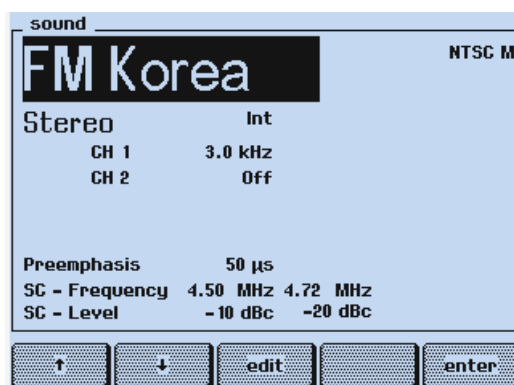 sound
FM Korea NTSC M
Stereo Int
CH 1 3.0 kHz
CH 2 Off
Preemphasis 50 µs
SC - Frequency 4.50 MHz 4.72 MHz
SC - Level -10 dBc -20 dBc
↑ ↓ edit enter